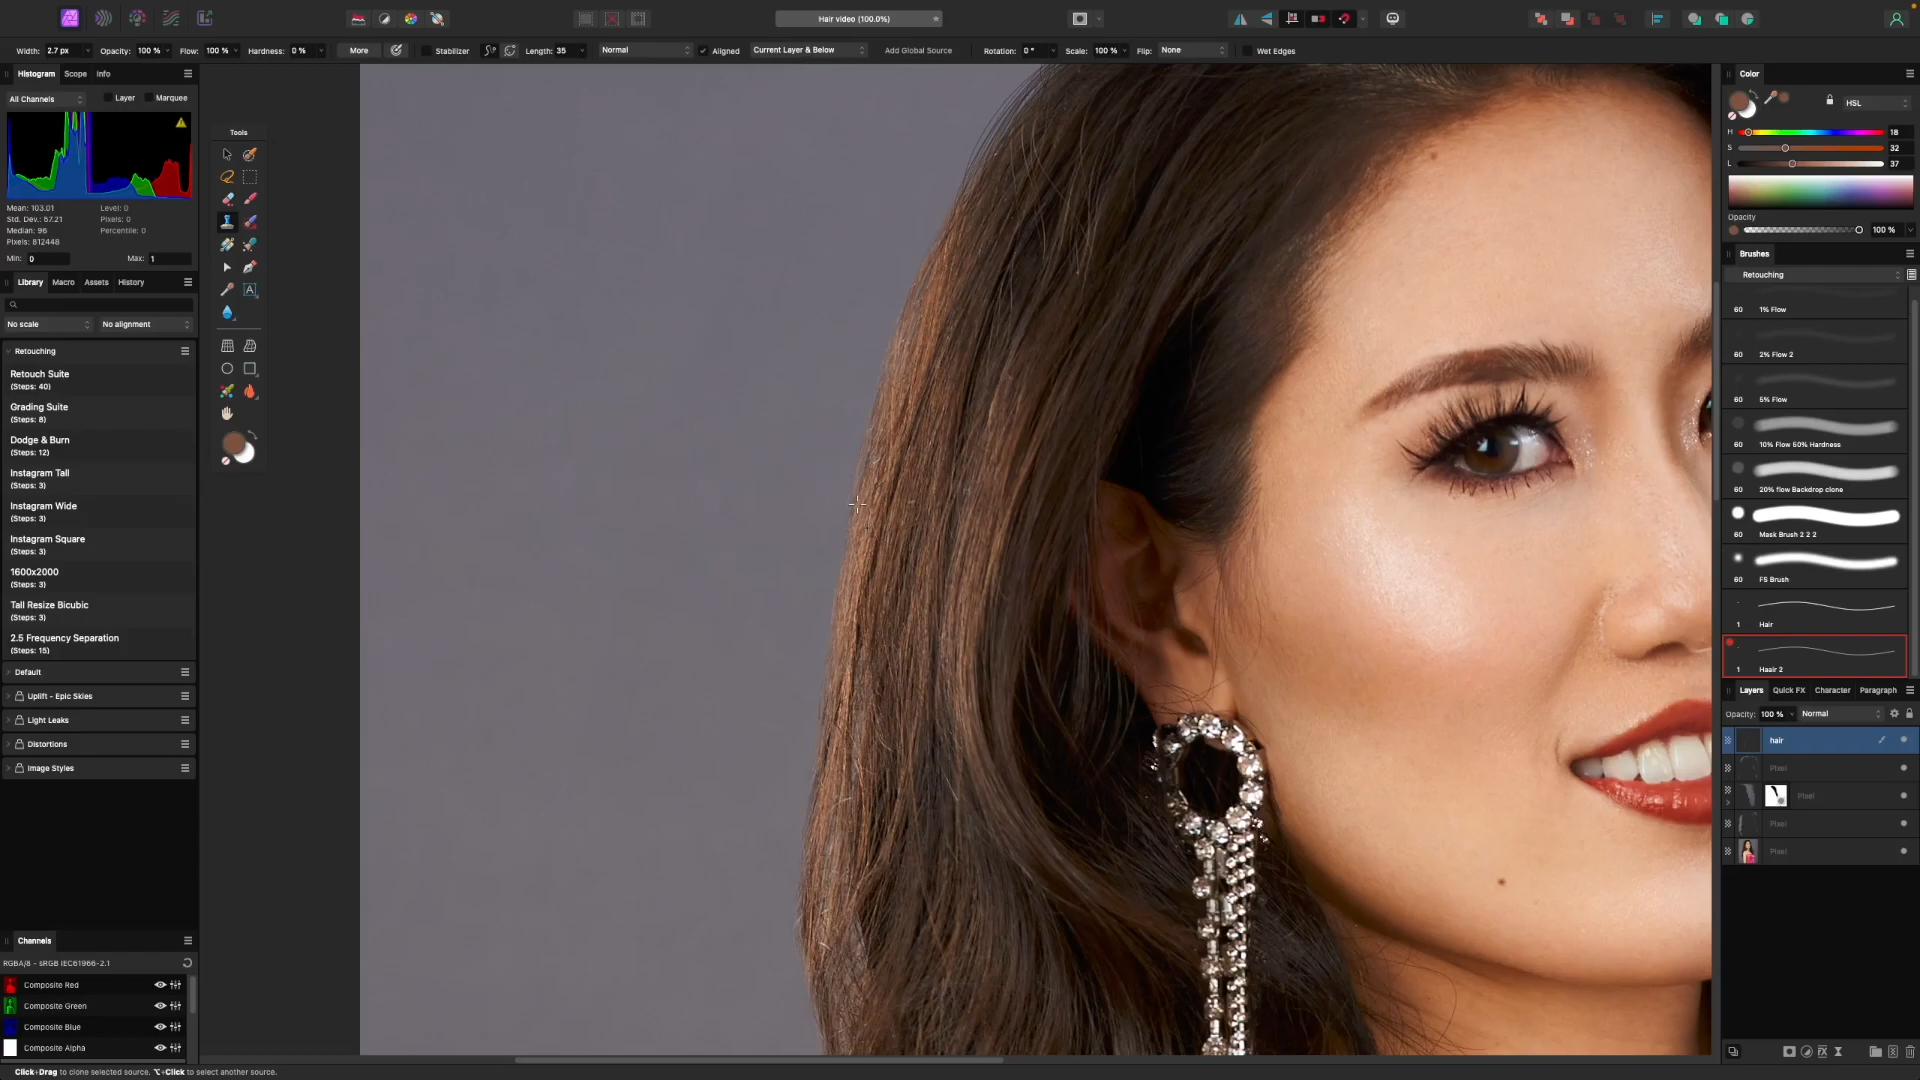 Hair video (100.0%)
Width: 2.7 px Opacity: 100 % Flow: 100 % Hardness: 0 % More Stabilizer Length: 35 Normal Aligned Current Layer & Below Add Global Source Rotation: 0 ° Scale: 100 % Flip: None Wet Edges
Histogram Scope Info
All Channels Layer Marquee
Mean: 103.01 Level: 0
Std. Dev.: 57.21 Pixels: 0
Median: 96 Percentile: 0
Pixels: 812448
Min: 0 Max: 1
Library Macro Assets History
No scale No alignment
Retouching
Retouch Suite
(Steps: 40)
Grading Suite
(Steps: 8)
Dodge & Burn
(Steps: 12)
Instagram Tall
(Steps: 3)
Instagram Wide
(Steps: 3)
Instagram Square
(Steps: 3)
1600x2000
(Steps: 3)
Tall Resize Bicubic
(Steps: 3)
2.5 Frequency Separation
(Steps: 15)
Default
Uplift - Epic Skies
Light Leaks
Distortions
Image Styles
Channels
RGBA/8 - sRGB IEC61966-2.1
Composite Red
Composite Green
Composite Blue
Composite Alpha
Click+Drag to clone selected source. ⌥+Click to select another source.
Tools
A
Color
HSL
H 18
S 32
L 37
Opacity
100 %
Brushes
Retouching
60 1% Flow
60 2% Flow 2
60 5% Flow
60 10% Flow 50% Hardness
60 20% flow Backdrop clone
60 Mask Brush 2 2 2
60 FS Brush
1 Hair
1 Haair 2
Layers Quick FX Character Paragraph
Opacity: 100 % Normal
hair
Pixel
Pixel
Pixel
Pixel